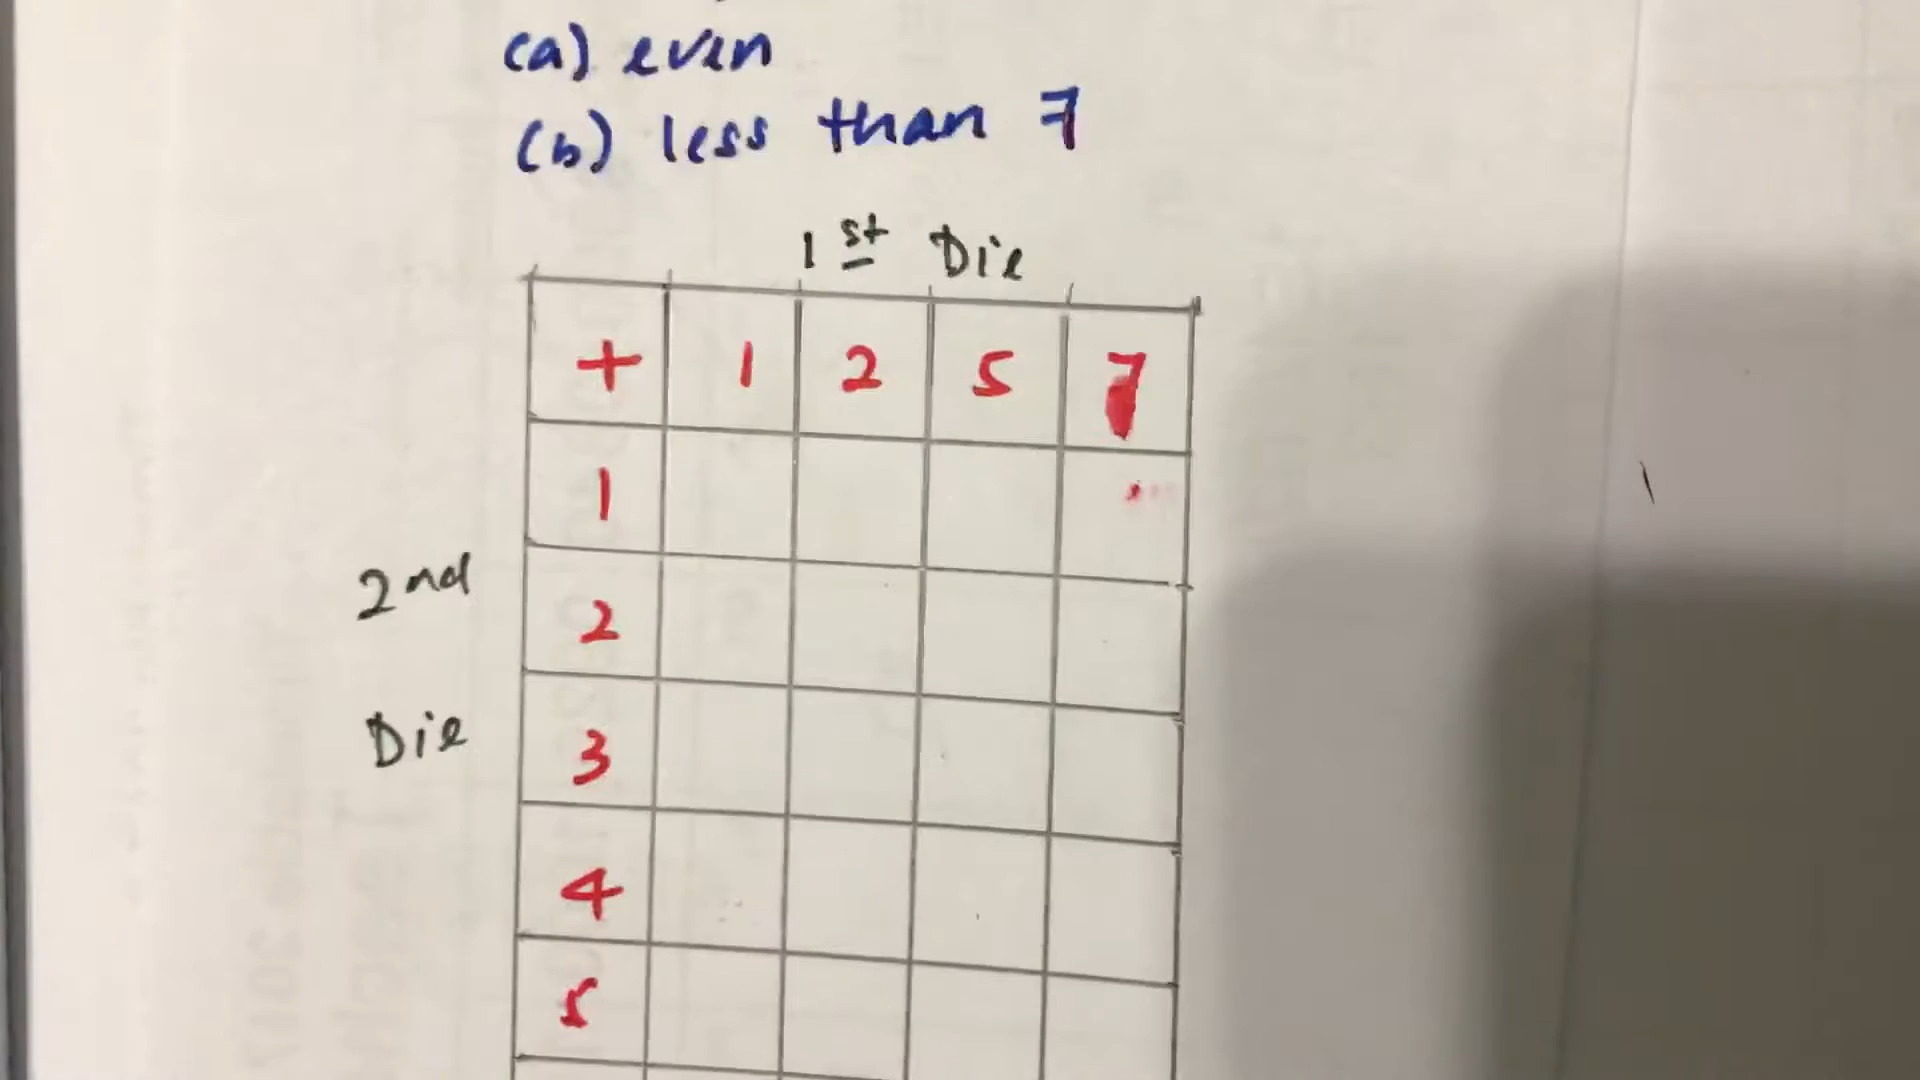 (a) even
(b) less than 7
1st Die
+ 1 2 5 7
1
2nd
2
Die
3
4
5